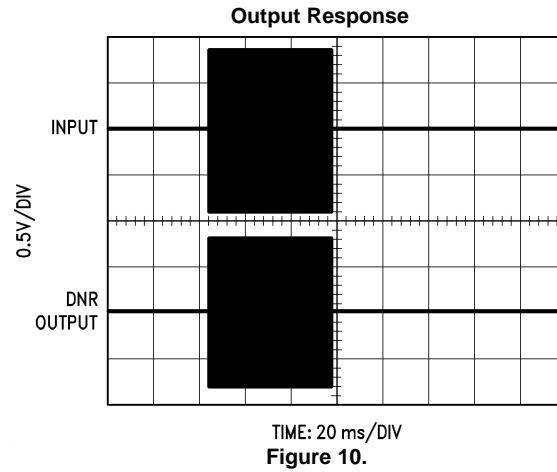 Output Response
INPUT
0.5V/DIV
DNR
OUTPUT
TIME: 20 ms/DIV
Figure 10.